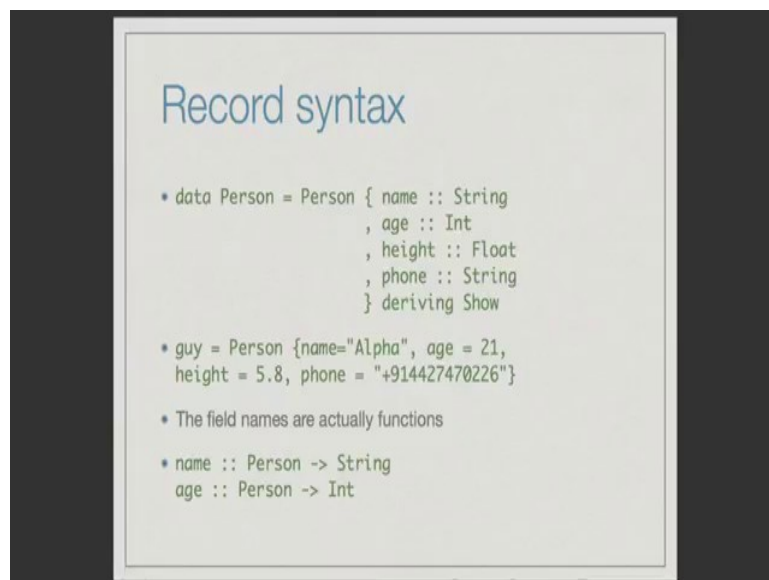 Record syntax
• data Person = Person { name :: String
, age :: Int
, height :: Float
, phone :: String
} deriving Show
• guy = Person {name="Alpha", age = 21,
height = 5.8, phone = "+914427470226"}
• The field names are actually functions
• name :: Person -> String
age :: Person -> Int